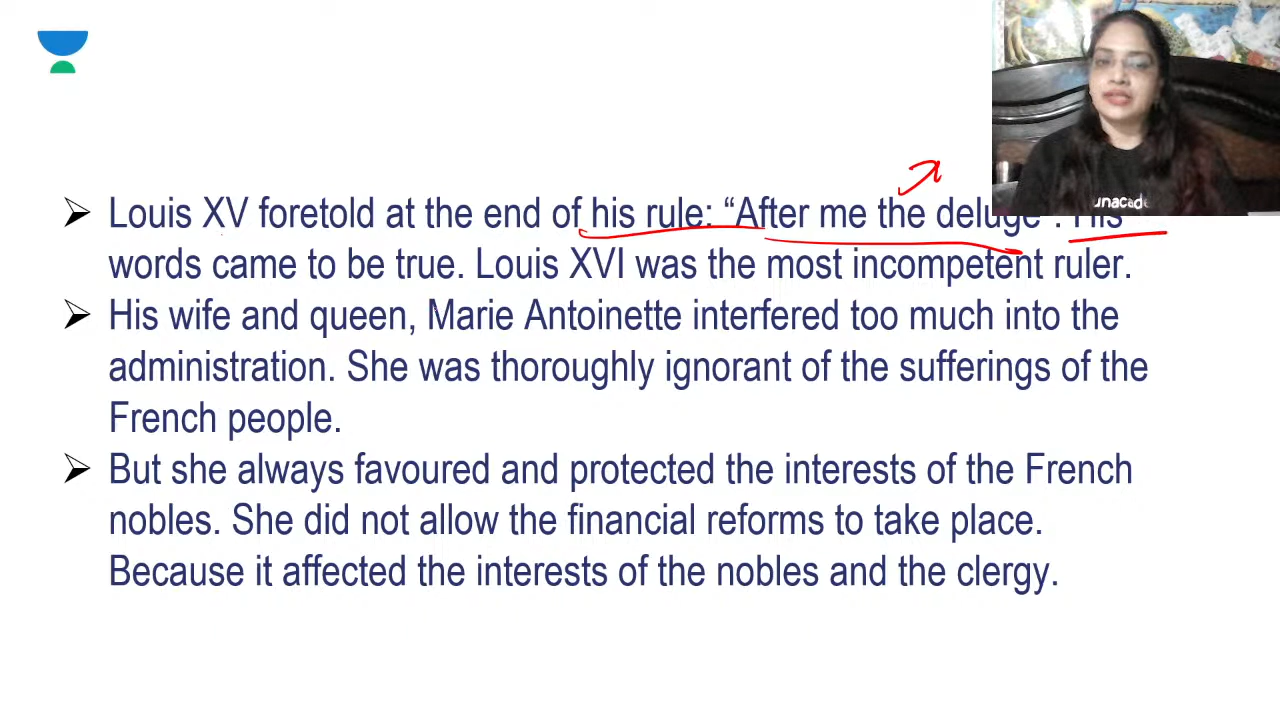 ➢ Louis XV foretold at the end of his rule: “After me the deluge”. His
words came to be true. Louis XVI was the most incompetent ruler.
➢ His wife and queen, Marie Antoinette interfered too much into the
administration. She was thoroughly ignorant of the sufferings of the
French people.
➢ But she always favoured and protected the interests of the French
nobles. She did not allow the financial reforms to take place.
Because it affected the interests of the nobles and the clergy.